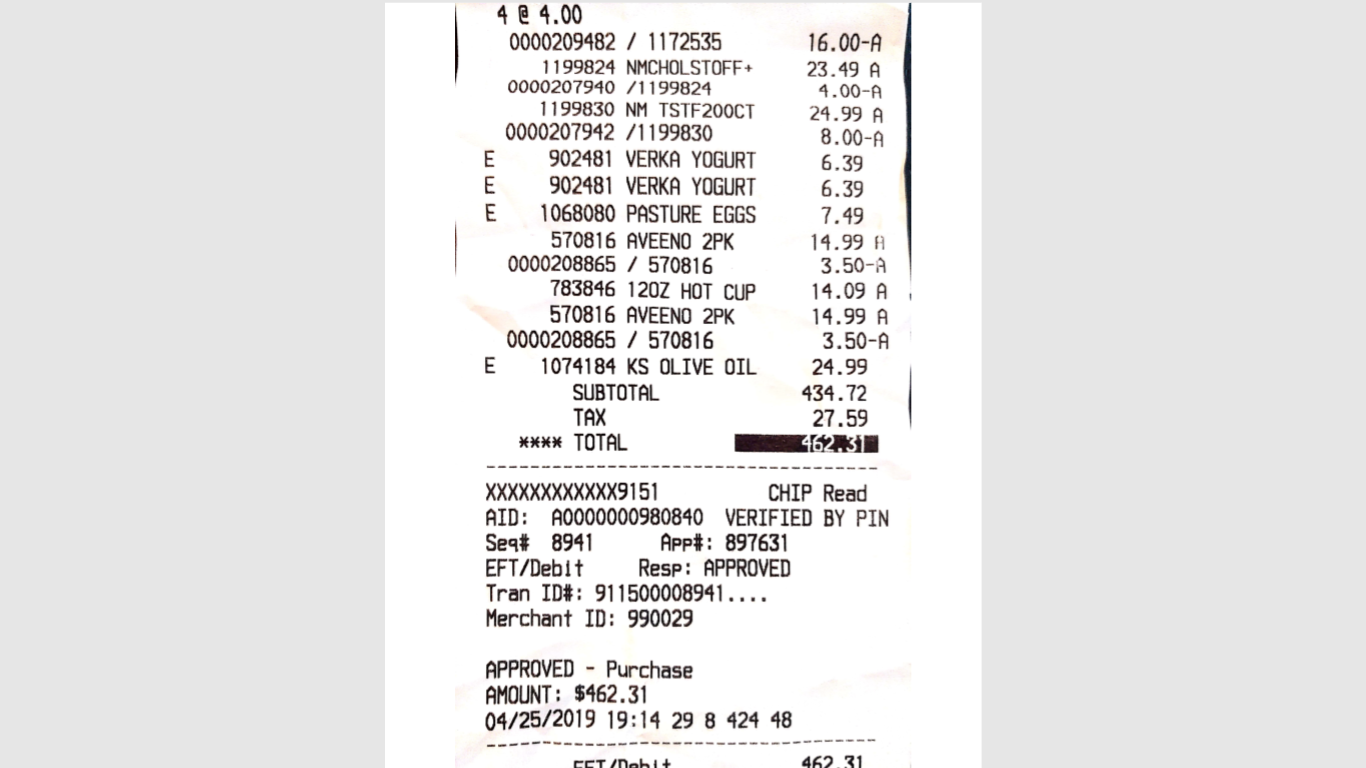 4 @ 4.00
0000209482 / 1172535 16.00-A
1199824 NMCHOLSTOFF+ 23.49 A
0000207940 /1199824 4.00-A
1199830 NM TSTF200CT 24.99 A
0000207942 /1199830 8.00-A
E 902481 VERKA YOGURT 6.39
E 902481 VERKA YOGURT 6.39
E 1068080 PASTURE EGGS 7.49
570816 AVEENO 2PK 14.99 A
0000208865 / 570816 3.50-A
783846 12OZ HOT CUP 14.09 A
570816 AVEENO 2PK 14.99 A
0000208865 / 570816 3.50-A
E 1074184 KS OLIVE OIL 24.99
SUBTOTAL 434.72
TAX 27.59
**** TOTAL 462.31
XXXXXXXXXXXX9151 CHIP Read
AID: A0000000980840 VERIFIED BY PIN
Seq# 8941 App#: 897631
EFT/Debit Resp: APPROVED
Tran ID#: 911500008941....
Merchant ID: 990029
APPROVED - Purchase
AMOUNT: $462.31
04/25/2019 19:14 29 8 424 48
EFT/Debit 462.31